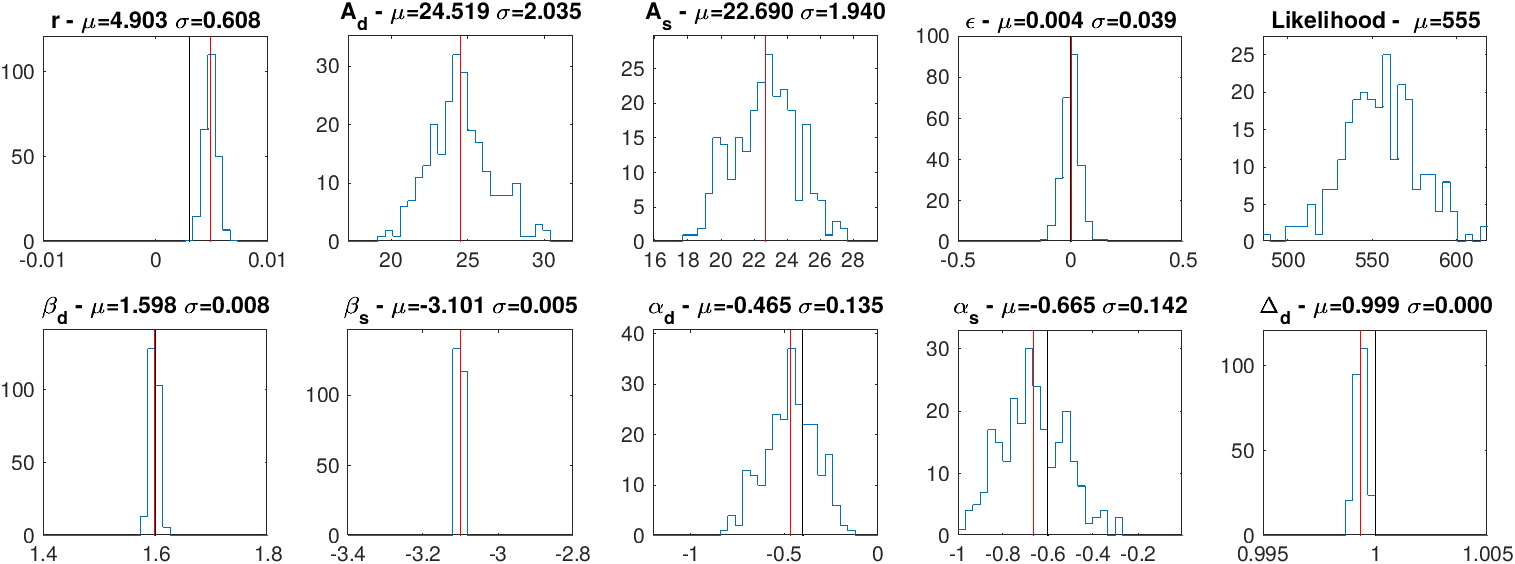 r - μ=4.903 σ=0.608
100
50
0
-0.01 0 0.01
A_d - μ=24.519 σ=2.035
30
20
10
0
20 25 30
A_s - μ=22.690 σ=1.940
25
20
15
10
5
0
16 18 20 22 24 26 28
ϵ - μ=0.004 σ=0.039
100
80
60
40
20
0
-0.5 0 0.5
Likelihood - μ=555
25
20
15
10
5
0
500 550 600
β_d - μ=1.598 σ=0.008
100
50
0
1.4 1.6 1.8
β_s - μ=-3.101 σ=0.005
100
50
0
-3.4 -3.2 -3 -2.8
α_d - μ=-0.465 σ=0.135
40
30
20
10
0
-1 -0.5 0
α_s - μ=-0.665 σ=0.142
30
20
10
0
-1 -0.8 -0.6 -0.4 -0.2
Δ_d - μ=0.999 σ=0.000
100
50
0
0.995 1 1.005